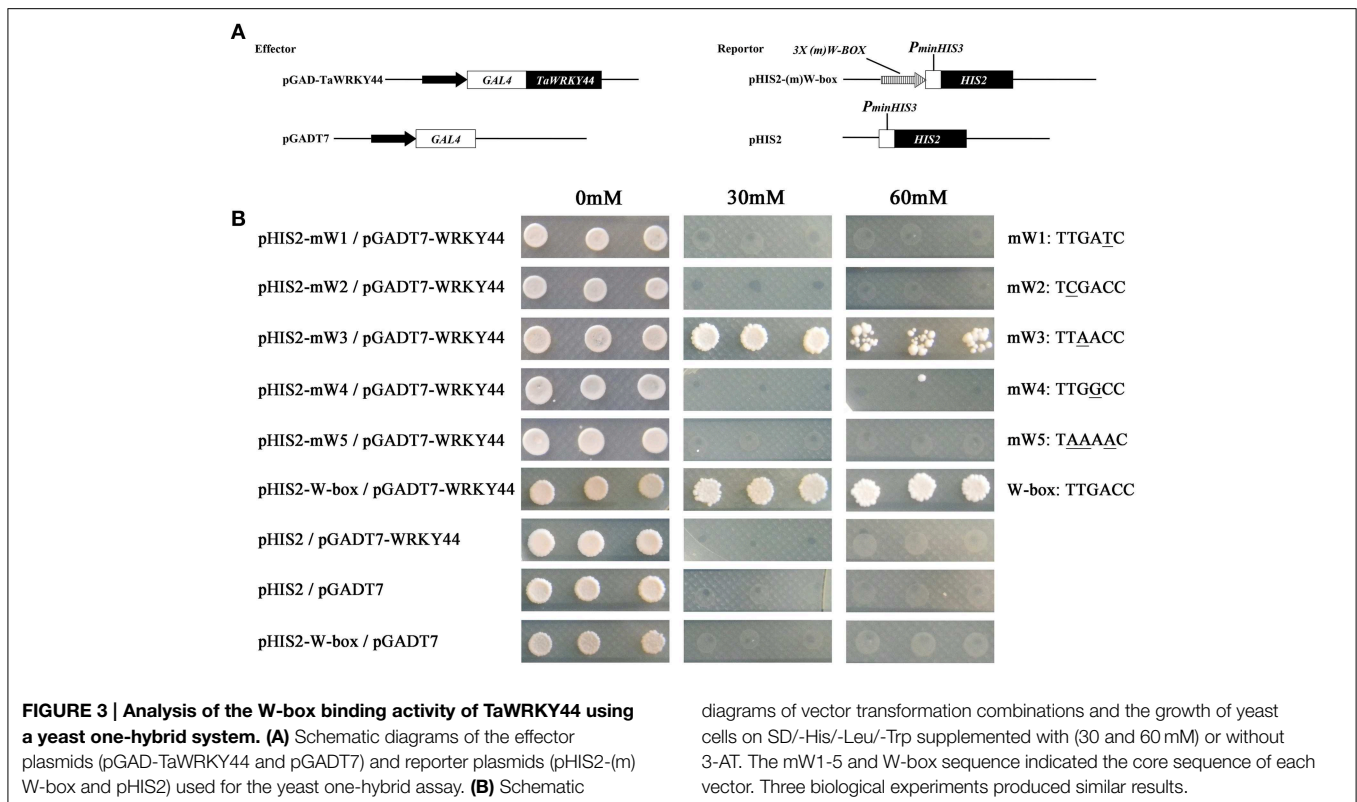 A
Effector
Reportor
3X (m)W-BOX
PminHIS3
pGAD-TaWRKY44
GAL4
TaWRKY44
pHIS2-(m)W-box
HIS2
PminHIS3
pGADT7
GAL4
pHIS2
HIS2
0mM
30mM
60mM
B
pHIS2-mW1 / pGADT7-WRKY44
mW1: TTGATC
pHIS2-mW2 / pGADT7-WRKY44
mW2: TCGACC
pHIS2-mW3 / pGADT7-WRKY44
mW3: TTAACC
pHIS2-mW4 / pGADT7-WRKY44
mW4: TTGGCC
pHIS2-mW5 / pGADT7-WRKY44
mW5: TAAAAC
pHIS2-W-box / pGADT7-WRKY44
W-box: TTGACC
pHIS2 / pGADT7-WRKY44
pHIS2 / pGADT7
pHIS2-W-box / pGADT7
FIGURE 3 | Analysis of the W-box binding activity of TaWRKY44 using
a yeast one-hybrid system. (A) Schematic diagrams of the effector
plasmids (pGAD-TaWRKY44 and pGADT7) and reporter plasmids (pHIS2-(m)
W-box and pHIS2) used for the yeast one-hybrid assay. (B) Schematic
diagrams of vector transformation combinations and the growth of yeast
cells on SD/-His/-Leu/-Trp supplemented with (30 and 60 mM) or without
3-AT. The mW1-5 and W-box sequence indicated the core sequence of each
vector. Three biological experiments produced similar results.